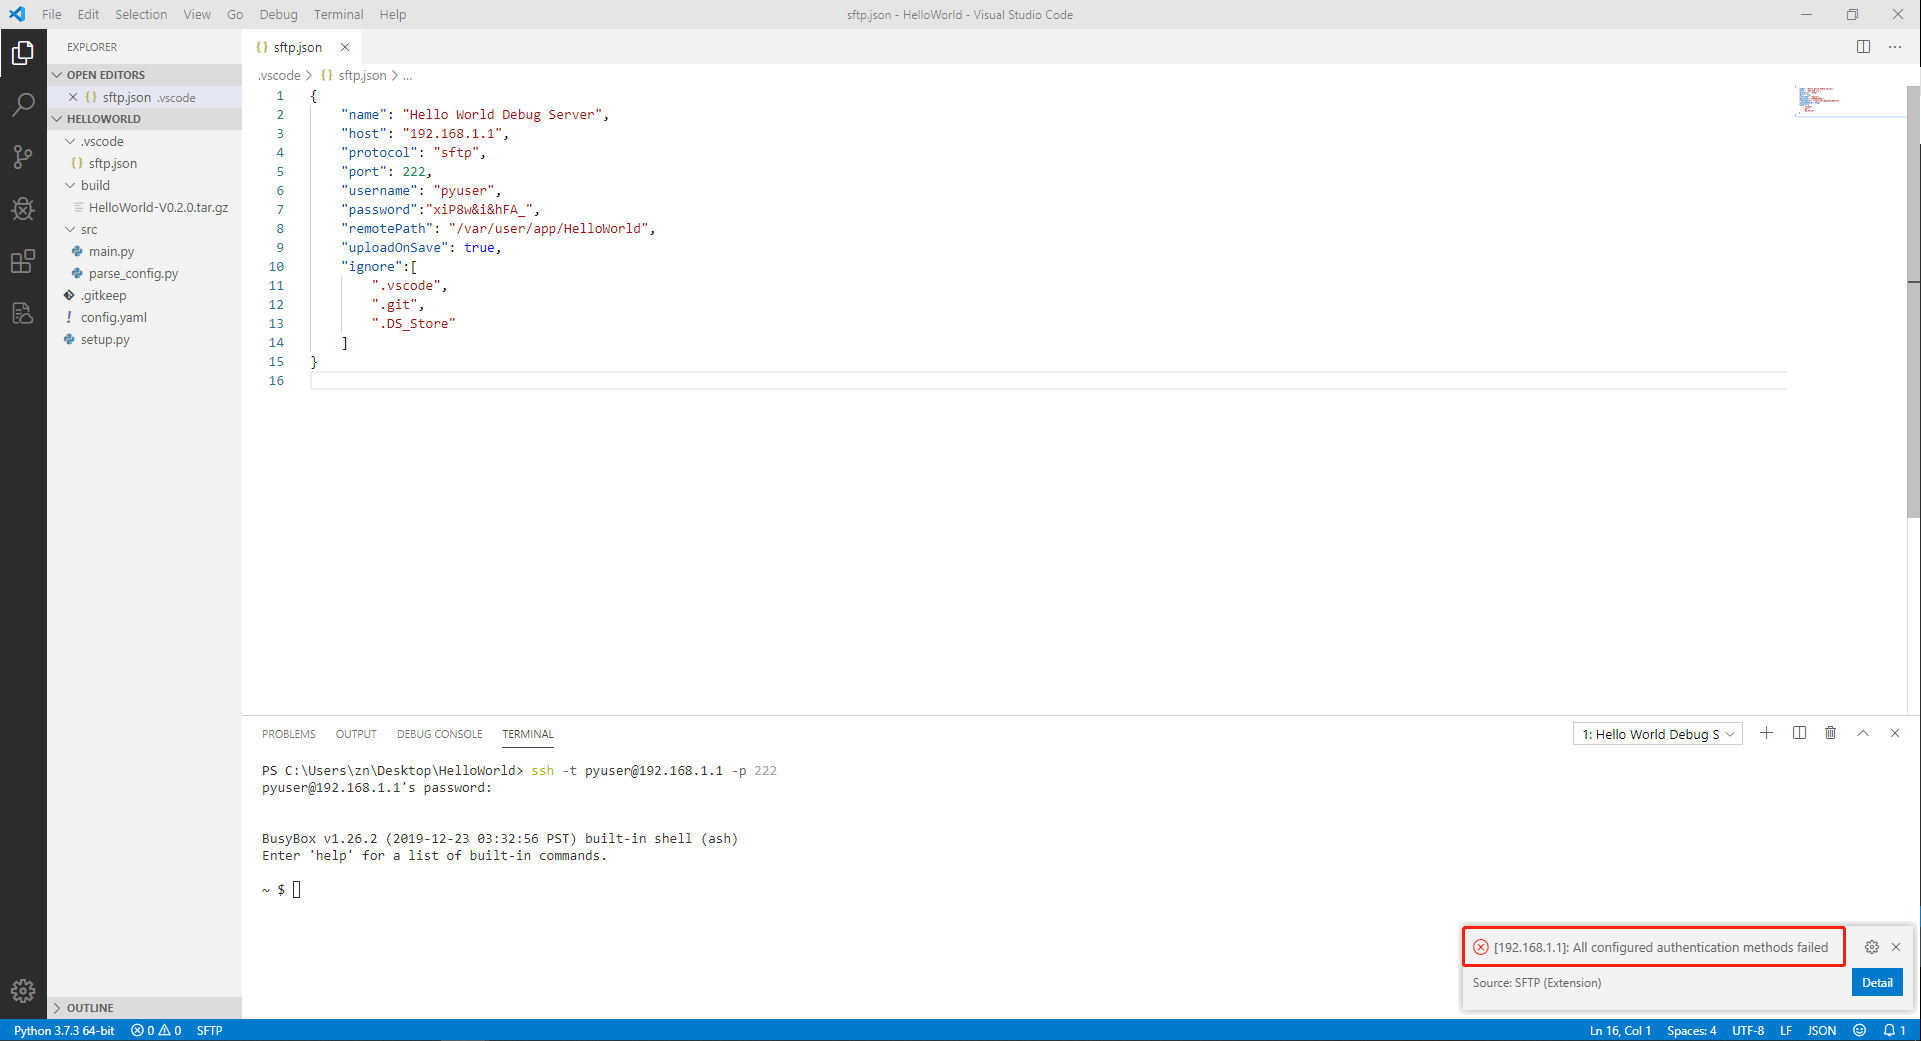 File Edit Selection View Go Debug Terminal Help
sftp.json - HelloWorld - Visual Studio Code
EXPLORER
OPEN EDITORS
sftp.json .vscode
HELLOWORLD
.vscode
sftp.json
build
HelloWorld-V0.2.0.tar.gz
src
main.py
parse_config.py
.gitkeep
config.yaml
setup.py
OUTLINE
sftp.json
.vscode > {} sftp.json > ...
1 {
2 "name": "Hello World Debug Server",
3 "host": "192.168.1.1",
4 "protocol": "sftp",
5 "port": 222,
6 "username": "pyuser",
7 "password":"xiP8w&i&hFA_",
8 "remotePath": "/var/user/app/HelloWorld",
9 "uploadOnSave": true,
10 "ignore":[
11 ".vscode",
12 ".git",
13 ".DS_Store"
14 ]
15 }
16
PROBLEMS OUTPUT DEBUG CONSOLE TERMINAL
1: Hello World Debug S
PS C:\Users\zn\Desktop\HelloWorld> ssh -t pyuser@192.168.1.1 -p 222
pyuser@192.168.1.1's password:
BusyBox v1.26.2 (2019-12-23 03:32:56 PST) built-in shell (ash)
Enter 'help' for a list of built-in commands.
~ $
[192.168.1.1]: All configured authentication methods failed
Source: SFTP (Extension)
Detail
Python 3.7.3 64-bit 0 0 SFTP
Ln 16, Col 1 Spaces: 4 UTF-8 LF JSON 1